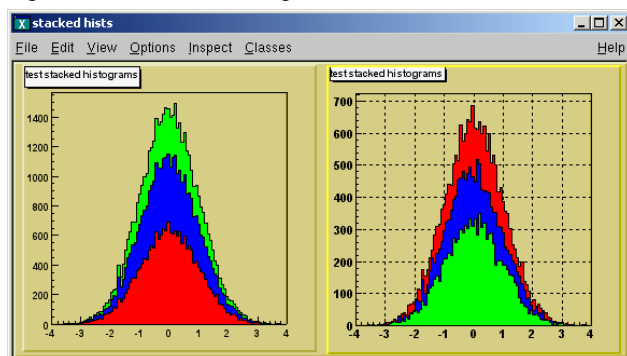 stacked hists
File Edit View Options Inspect Classes Help
test stacked histograms
1400
1200
1000
800
600
400
200
0
-4 -3 -2 -1 0 1 2 3 4
test stacked histograms
700
600
500
400
300
200
100
0
-4 -3 -2 -1 0 1 2 3 4